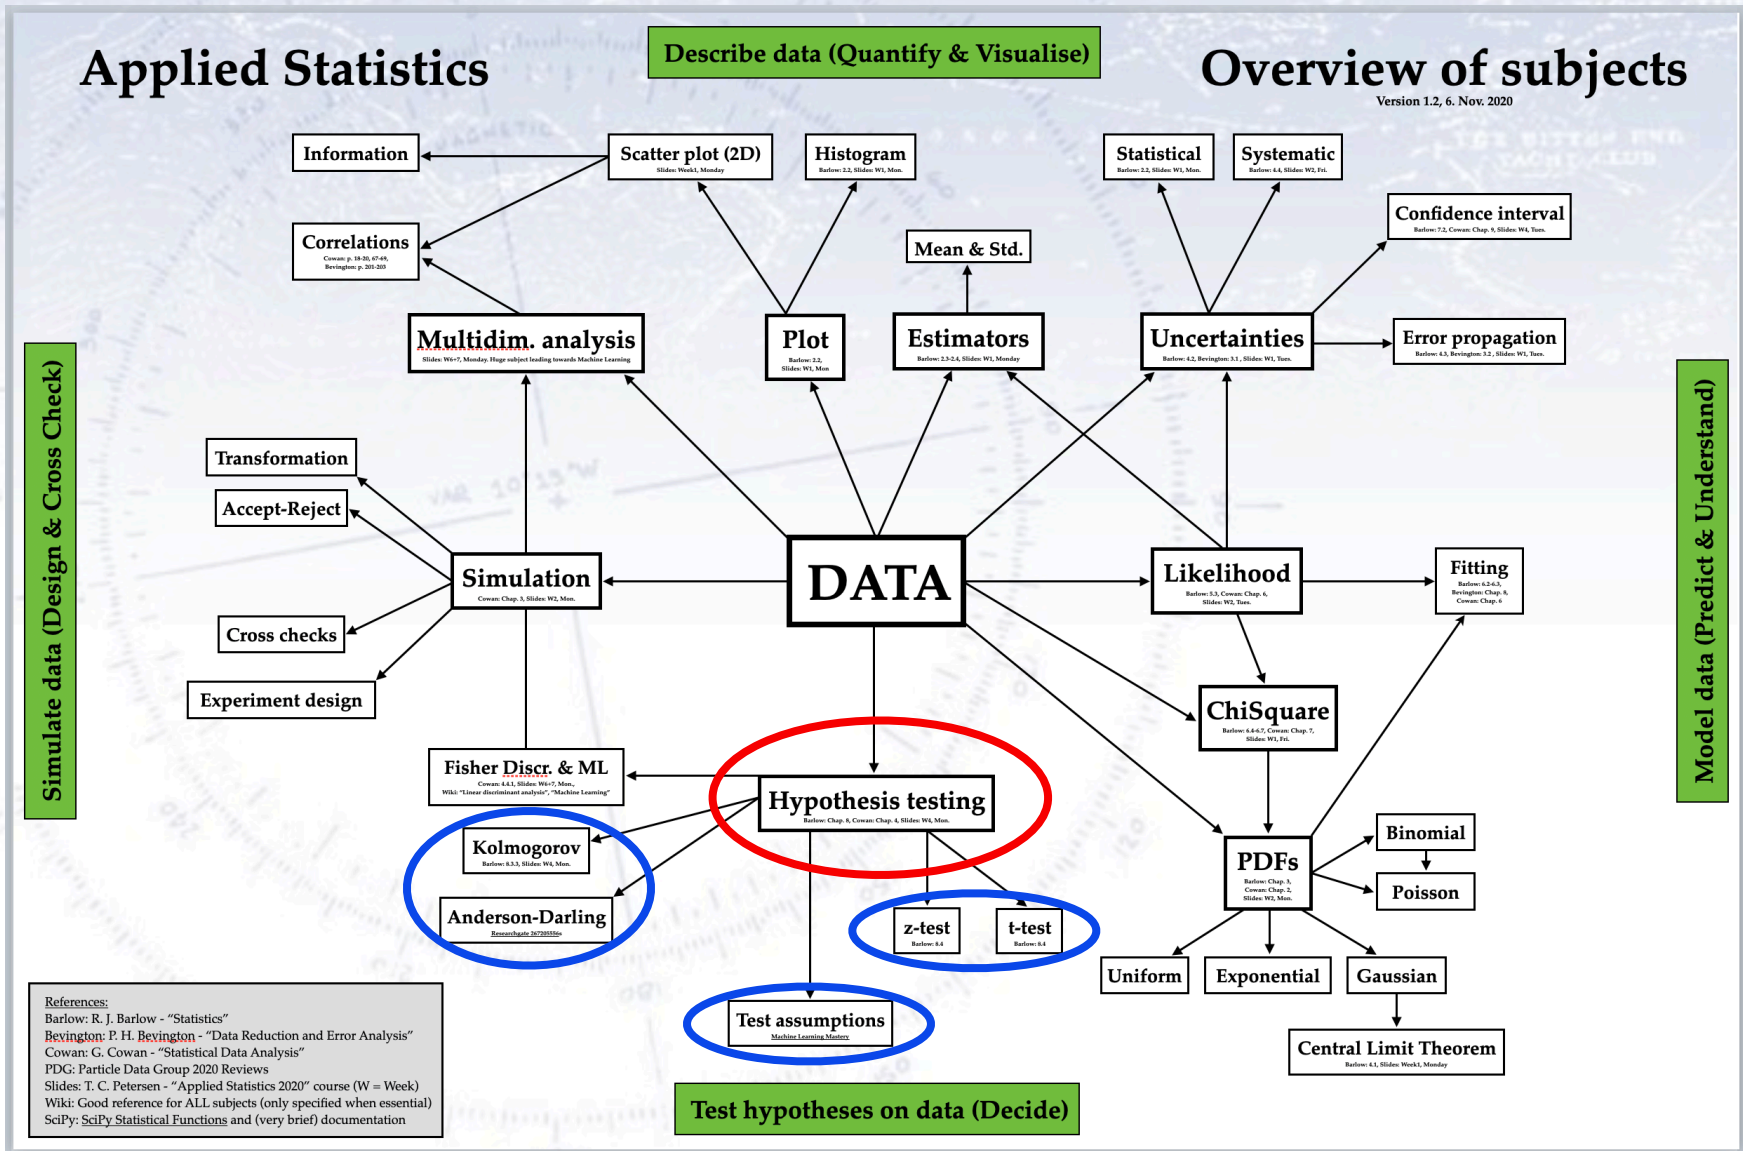 Applied Statistics
Describe data (Quantify & Visualise)
Overview of subjects
Version 1.2, 6. Nov. 2020
Information
Scatter plot (2D)
Slides: Week1, Monday
Histogram
Barlow: 2.2, Slides: W1, Mon.
Statistical
Barlow: 2.2, Slides: W1, Mon.
Systematic
Barlow: 4.4, Slides: W2, Fri.
Confidence interval
Barlow: 7.2, Cowan: Chap. 9, Slides: W4, Tues.
Correlations
Cowan: p. 18-20, 67-69,
Bevington: p. 201-203
Mean & Std.
Multidim. analysis
Slides: W6+7, Monday. Huge subject leading towards Machine Learning
Plot
Barlow: 2.2,
Slides: W1, Mon
Estimators
Barlow: 2.3-2.4, Slides: W1, Monday
Uncertainties
Barlow: 4.2, Bevington: 3.1 , Slides: W1, Tues.
Error propagation
Barlow: 4.3, Bevington: 3.2 , Slides: W1, Tues.
Simulate data (Design & Cross Check)
Model data (Predict & Understand)
Transformation
Accept-Reject
VAR 10°15'W
Simulation
Cowan: Chap. 3, Slides: W2, Mon.
DATA
Likelihood
Barlow: 5.3, Cowan: Chap. 6,
Slides: W2, Tues.
Fitting
Barlow: 6.2-6.3,
Bevington: Chap. 8,
Cowan: Chap. 6
Cross checks
Experiment design
ChiSquare
Barlow: 6.4-6.7, Cowan: Chap. 7,
Slides: W1, Fri.
Fisher Discr. & ML
Cowan: 4.4.1, Slides: W6+7, Mon.,
Wiki: "Linear discriminant analysis", "Machine Learning"
Hypothesis testing
Barlow: Chap. 8, Cowan: Chap. 4, Slides: W4, Mon.
Kolmogorov
Barlow: 8.3.3, Slides: W4, Mon.
PDFs
Barlow: Chap. 3,
Cowan: Chap. 2,
Slides: W2, Mon.
Binomial
Poisson
Anderson-Darling
Researchgate 267205556s
z-test
Barlow: 8.4
t-test
Barlow: 8.4
Uniform
Exponential
Gaussian
Test assumptions
Machine Learning Mastery
Central Limit Theorem
Barlow: 4.1, Slides: Week1, Monday
References:
Barlow: R. J. Barlow - “Statistics”
Bevington: P. H. Bevington - “Data Reduction and Error Analysis”
Cowan: G. Cowan - “Statistical Data Analysis”
PDG: Particle Data Group 2020 Reviews
Slides: T. C. Petersen - “Applied Statistics 2020” course (W = Week)
Wiki: Good reference for ALL subjects (only specified when essential)
SciPy: SciPy Statistical Functions and (very brief) documentation
Test hypotheses on data (Decide)